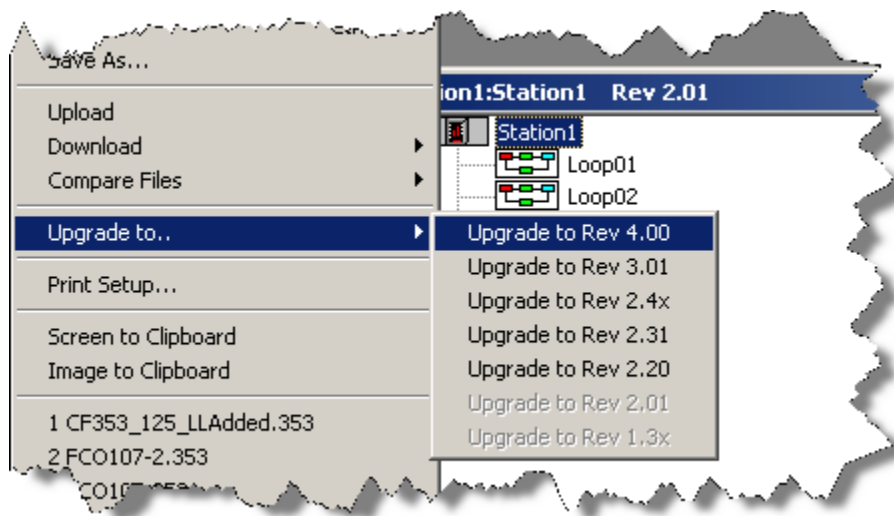 Save As...
Upload
Download
Compare Files
Upgrade to..
Print Setup...
Screen to Clipboard
Image to Clipboard
1 CF353_125_LLAdded.353
2 FCO107-2.353
ion1:Station1 Rev 2.01
Station1
Loop01
Loop02
Upgrade to Rev 4.00
Upgrade to Rev 3.01
Upgrade to Rev 2.4x
Upgrade to Rev 2.31
Upgrade to Rev 2.20
Upgrade to Rev 2.01
Upgrade to Rev 1.3x